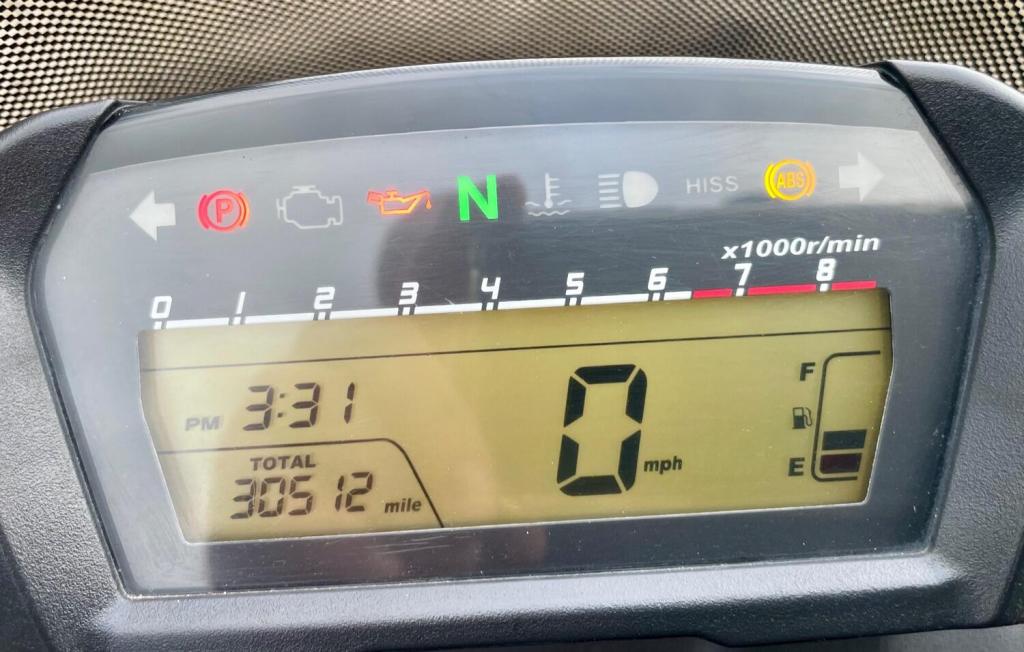 P N HISS ABS
x1000r/min
0 1 2 3 4 5 6 7 8
PM 3:31
TOTAL
30512 mile
0 mph
F
E